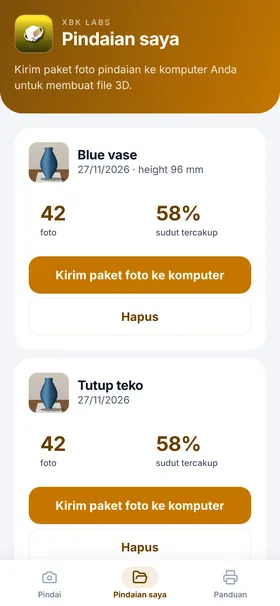 XBK LABS
Pindaian saya
Kirim paket foto pindaian ke komputer Anda
untuk membuat file 3D.
Blue vase
27/11/2026 · height 96 mm
42
58%
foto
sudut tercakup
Kirim paket foto ke komputer
Hapus
Tutup teko
27/11/2026
42
58%
foto
sudut tercakup
Kirim paket foto ke komputer
Hapus
Pindai
Pindaian saya
Panduan